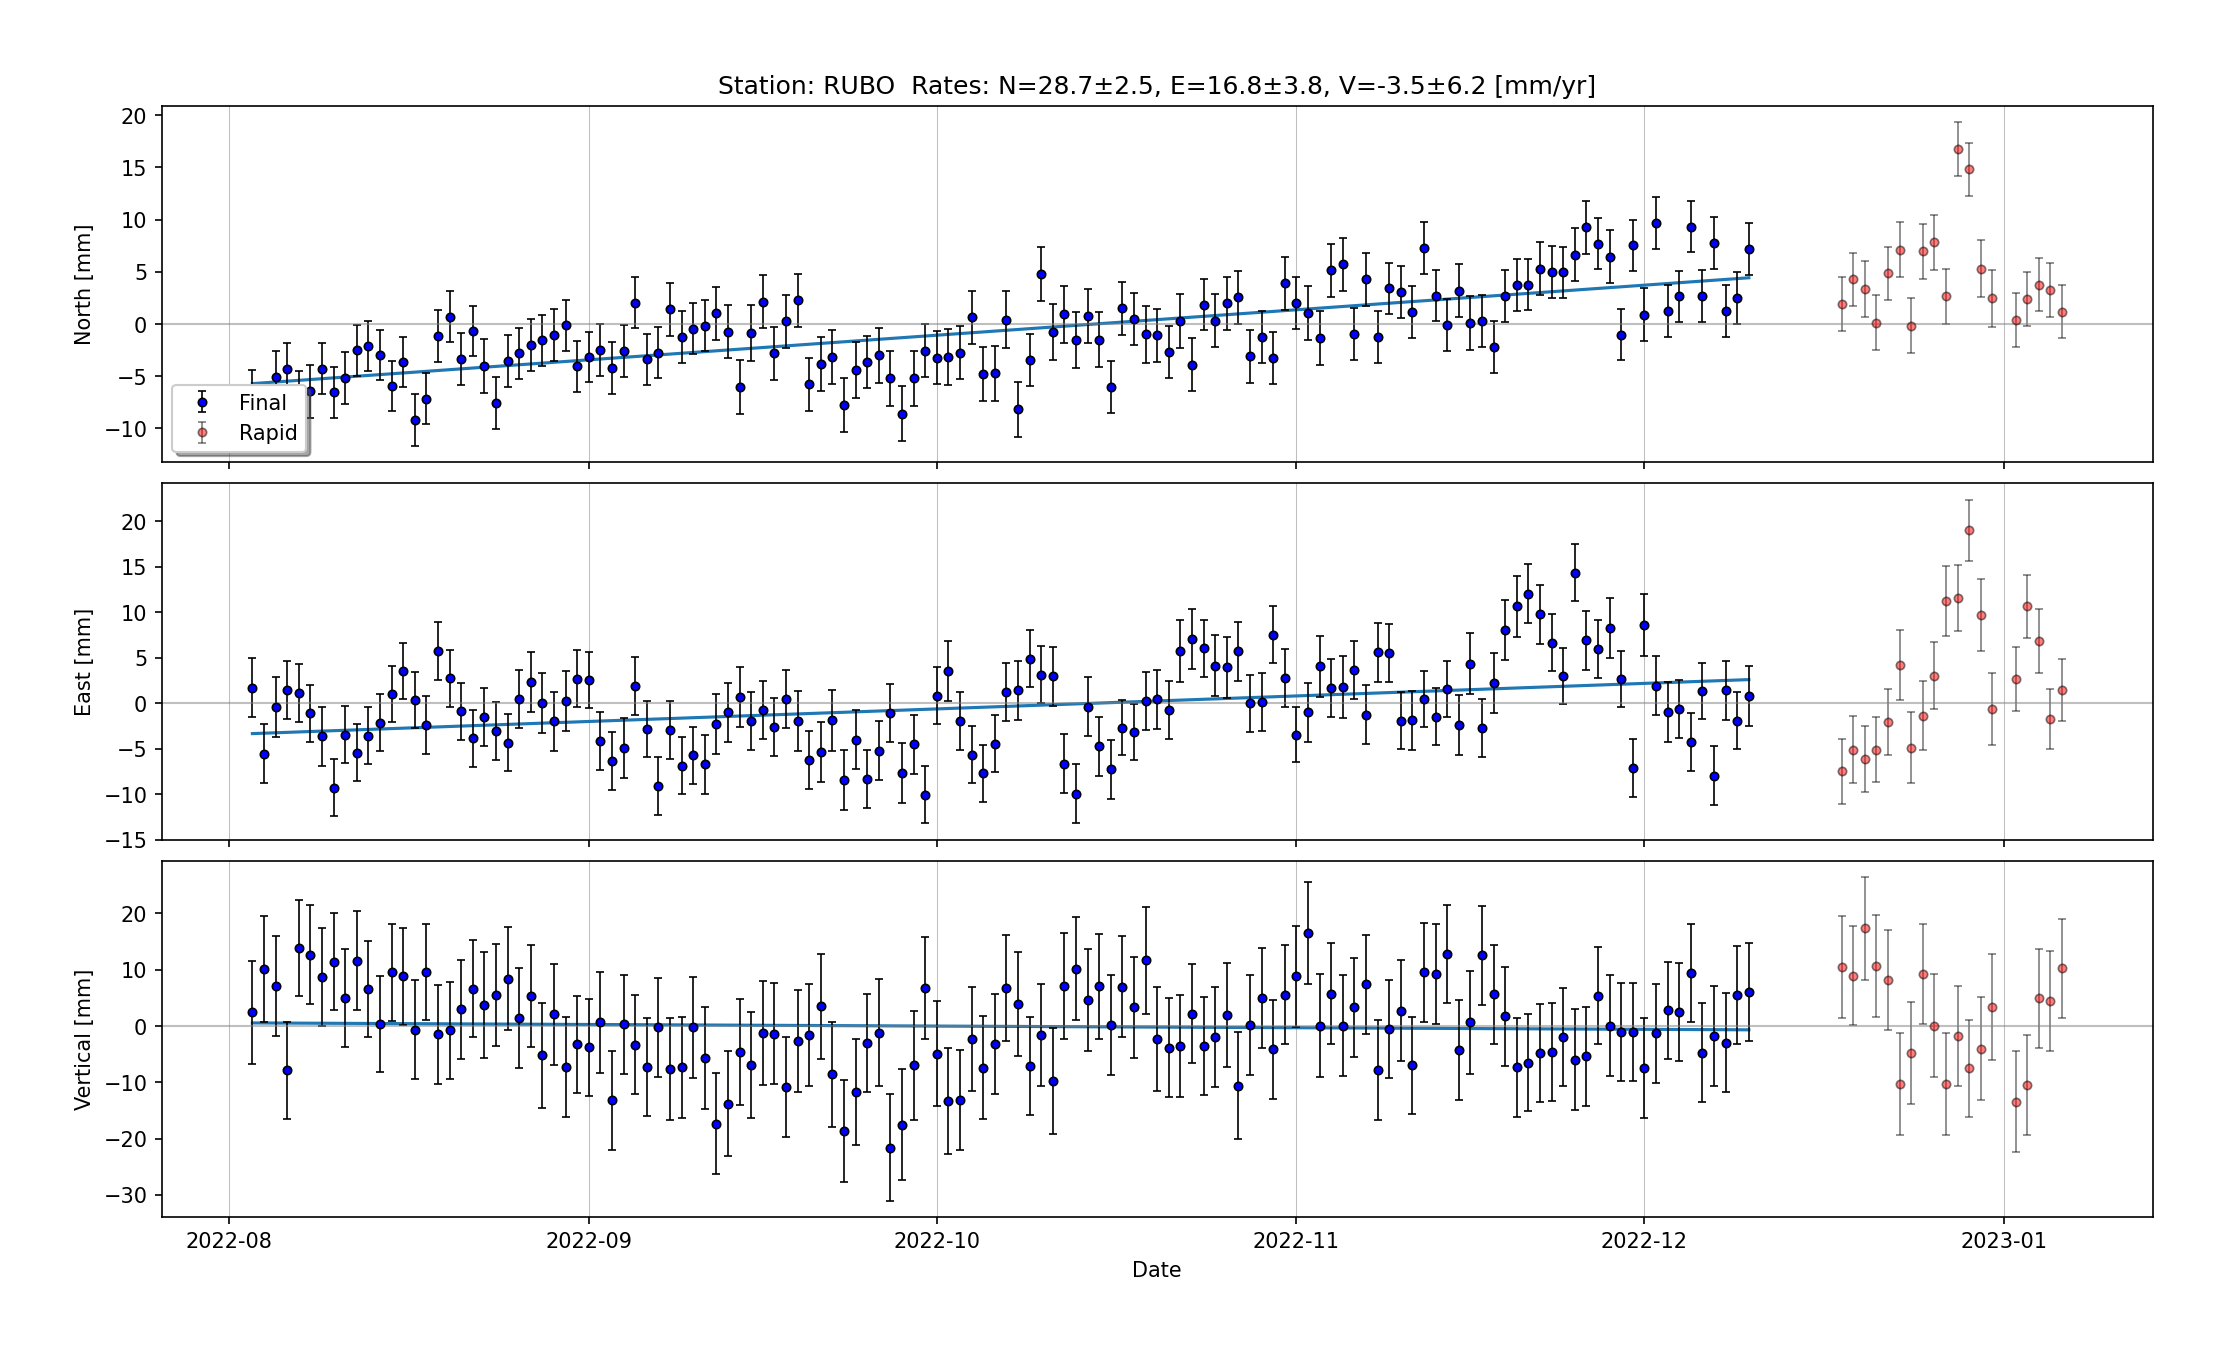 Station: RUBO  Rates: N=28.7±2.5, E=16.8±3.8, V=-3.5±6.2 [mm/yr]
North [mm]
20
15
10
5
0
−5
−10
Final
Rapid
East [mm]
20
15
10
5
0
−5
−10
−15
Vertical [mm]
20
10
0
−10
−20
−30
2022-08 2022-09 2022-10 2022-11 2022-12 2023-01
Date